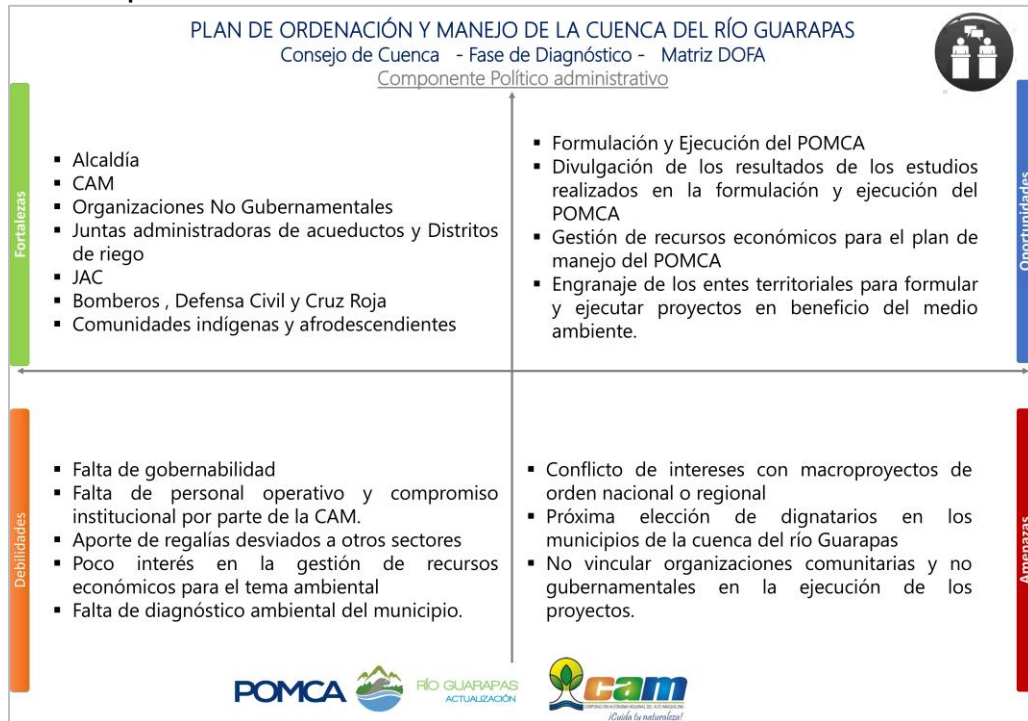 PLAN DE ORDENACIÓN Y MANEJO DE LA CUENCA DEL RÍO GUARAPAS
Consejo de Cuenca - Fase de Diagnóstico - Matriz DOFA
Componente Político administrativo
Fortalezas
▪ Alcaldía
▪ CAM
▪ Organizaciones No Gubernamentales
▪ Juntas administradoras de acueductos y Distritos
de riego
▪ JAC
▪ Bomberos , Defensa Civil y Cruz Roja
▪ Comunidades indígenas y afrodescendientes
Oportunidades
▪ Formulación y Ejecución del POMCA
▪ Divulgación de los resultados de los estudios
realizados en la formulación y ejecución del
POMCA
▪ Gestión de recursos económicos para el plan de
manejo del POMCA
▪ Engranaje de los entes territoriales para formular
y ejecutar proyectos en beneficio del medio
ambiente.
Debilidades
▪ Falta de gobernabilidad
▪ Falta de personal operativo y compromiso
institucional por parte de la CAM.
▪ Aporte de regalías desviados a otros sectores
▪ Poco interés en la gestión de recursos
económicos para el tema ambiental
▪ Falta de diagnóstico ambiental del municipio.
Amenazas
▪ Conflicto de intereses con macroproyectos de
orden nacional o regional
▪ Próxima elección de dignatarios en los
municipios de la cuenca del río Guarapas
▪ No vincular organizaciones comunitarias y no
gubernamentales en la ejecución de los
proyectos.
POMCA
RÍO GUARAPAS
ACTUALIZACIÓN
cam
CORPORACIÓN AUTÓNOMA REGIONAL DEL ALTO MAGDALENA
¡Cuida tu naturaleza!